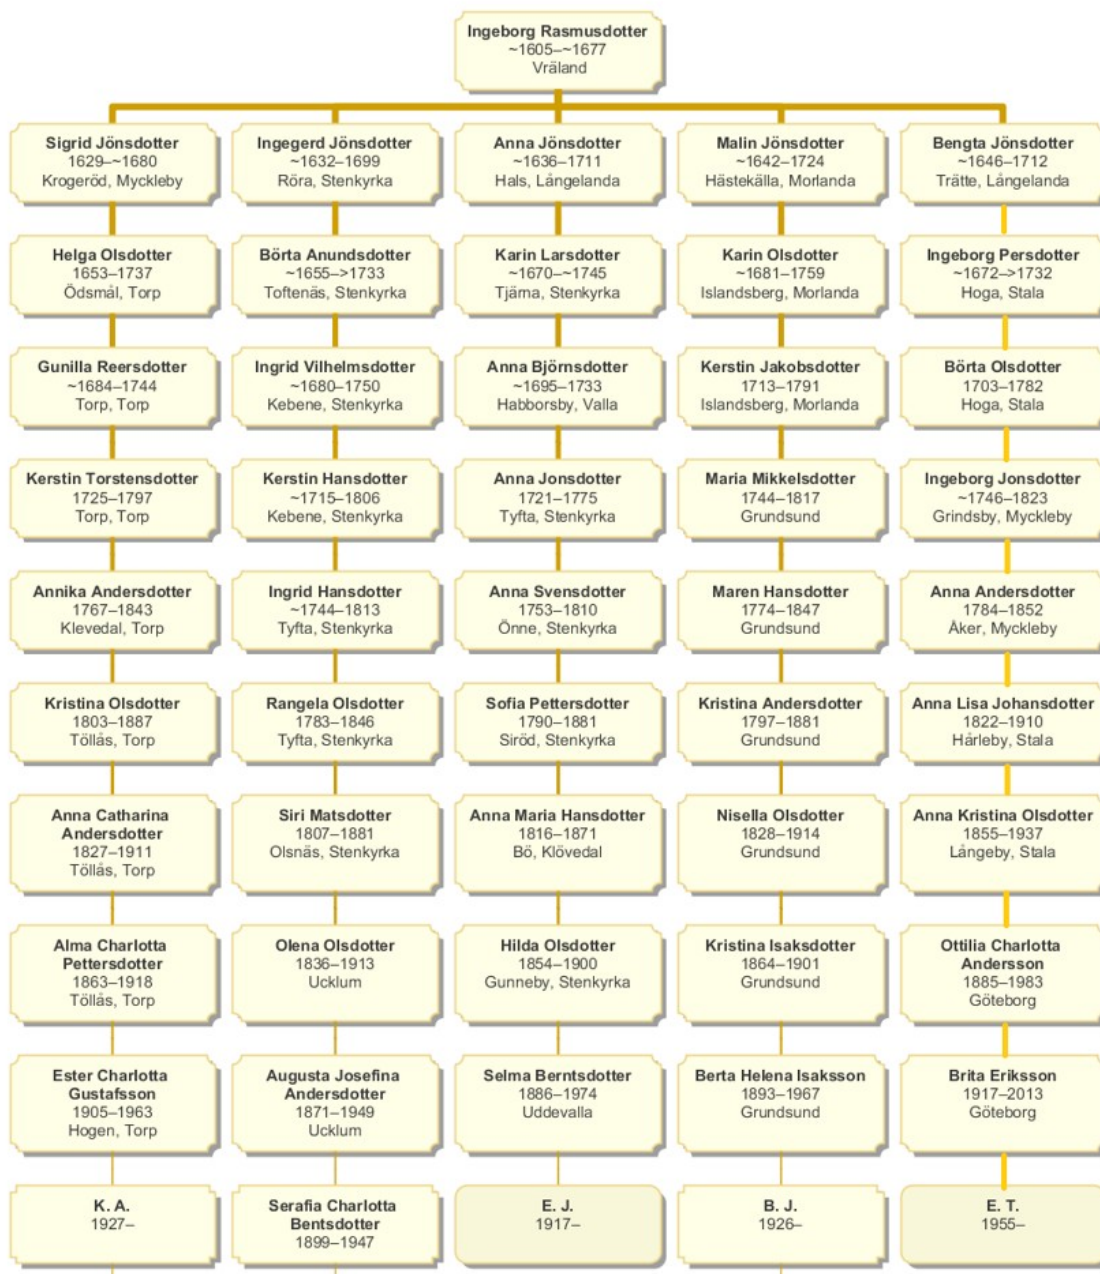 Ingeborg Rasmusdotter
~1605–~1677
Vräland
Sigrid Jönsdotter
1629–~1680
Krogeröd, Myckleby
Ingegerd Jönsdotter
~1632–1699
Röra, Stenkyrka
Anna Jönsdotter
~1636–1711
Hals, Långelanda
Malin Jönsdotter
~1642–1724
Hästekälla, Morlanda
Bengta Jönsdotter
~1646–1712
Trätte, Långelanda
Helga Olsdotter
1653–1737
Ödsmål, Torp
Börta Anundsdotter
~1655–>1733
Toftenäs, Stenkyrka
Karin Larsdotter
~1670–~1745
Tjärna, Stenkyrka
Karin Olsdotter
~1681–1759
Islandsberg, Morlanda
Ingeborg Persdotter
~1672–>1732
Hoga, Stala
Gunilla Reersdotter
~1684–1744
Torp, Torp
Ingrid Vilhelmsdotter
~1680–1750
Kebene, Stenkyrka
Anna Björnsdotter
~1695–1733
Habborsby, Valla
Kerstin Jakobsdotter
1713–1791
Islandsberg, Morlanda
Börta Olsdotter
1703–1782
Hoga, Stala
Kerstin Torstensdotter
1725–1797
Torp, Torp
Kerstin Hansdotter
~1715–1806
Kebene, Stenkyrka
Anna Jonsdotter
1721–1775
Tyfta, Stenkyrka
Maria Mikkelsdotter
1744–1817
Grundsund
Ingeborg Jonsdotter
~1746–1823
Grindsby, Myckleby
Annika Andersdotter
1767–1843
Klevedal, Torp
Ingrid Hansdotter
~1744–1813
Tyfta, Stenkyrka
Anna Svensdotter
1753–1810
Önne, Stenkyrka
Maren Hansdotter
1774–1847
Grundsund
Anna Andersdotter
1784–1852
Åker, Myckleby
Kristina Olsdotter
1803–1887
Töllås, Torp
Rangela Olsdotter
1783–1846
Tyfta, Stenkyrka
Sofia Pettersdotter
1790–1881
Siröd, Stenkyrka
Kristina Andersdotter
1797–1881
Grundsund
Anna Lisa Johansdotter
1822–1910
Hårleby, Stala
Anna Catharina
Andersdotter
1827–1911
Töllås, Torp
Siri Matsdotter
1807–1881
Olsnäs, Stenkyrka
Anna Maria Hansdotter
1816–1871
Bö, Klövedal
Nisella Olsdotter
1828–1914
Grundsund
Anna Kristina Olsdotter
1855–1937
Långeby, Stala
Alma Charlotta
Pettersdotter
1863–1918
Töllås, Torp
Olena Olsdotter
1836–1913
Ucklum
Hilda Olsdotter
1854–1900
Gunneby, Stenkyrka
Kristina Isaksdotter
1864–1901
Grundsund
Ottilia Charlotta
Andersson
1885–1983
Göteborg
Ester Charlotta
Gustafsson
1905–1963
Hogen, Torp
Augusta Josefina
Andersdotter
1871–1949
Ucklum
Selma Berntsdotter
1886–1974
Uddevalla
Berta Helena Isaksson
1893–1967
Grundsund
Brita Eriksson
1917–2013
Göteborg
K. A.
1927–
Serafia Charlotta
Bentsdotter
1899–1947
E. J.
1917–
B. J.
1926–
E. T.
1955–